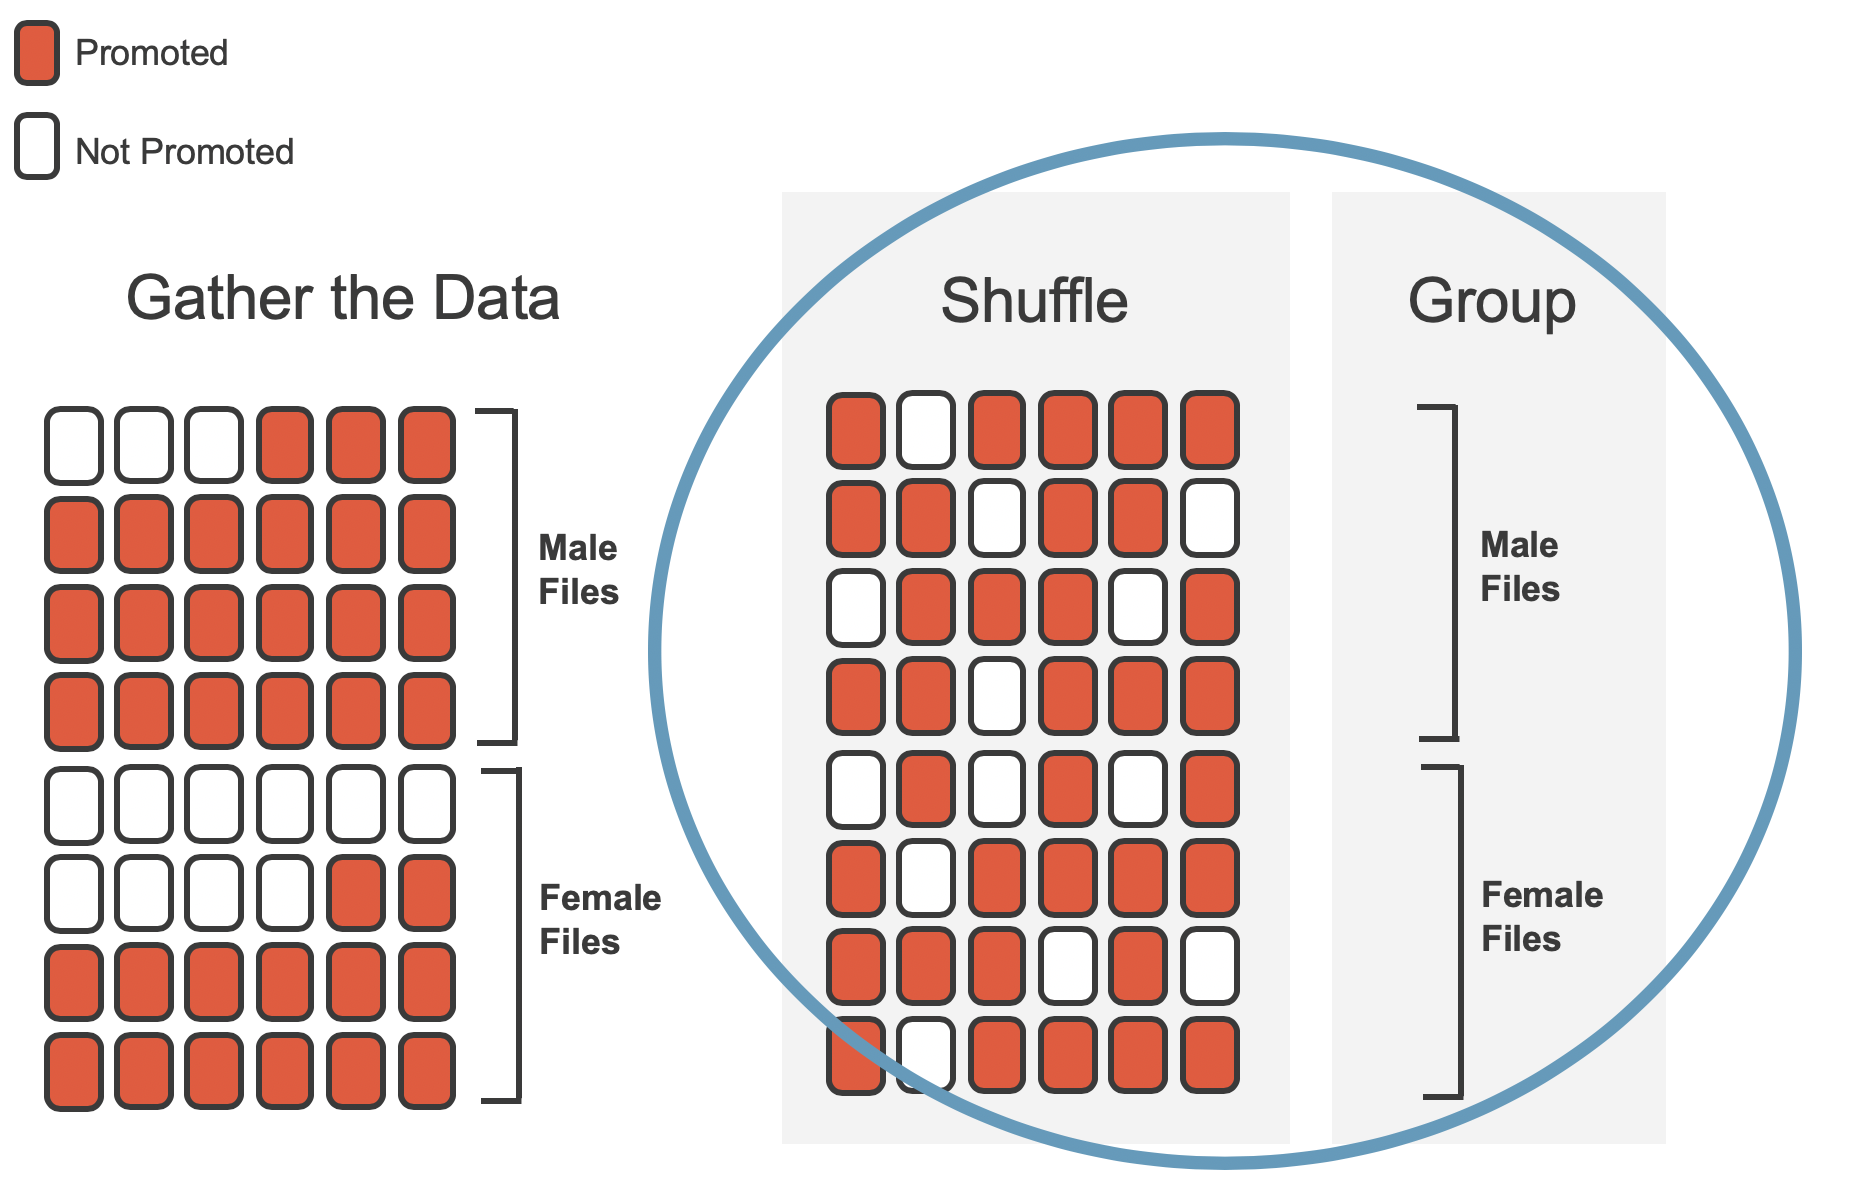 Promoted
Not Promoted
Gather the Data
Shuffle
Group
Male
Files
Female
Files
Male
Files
Female
Files